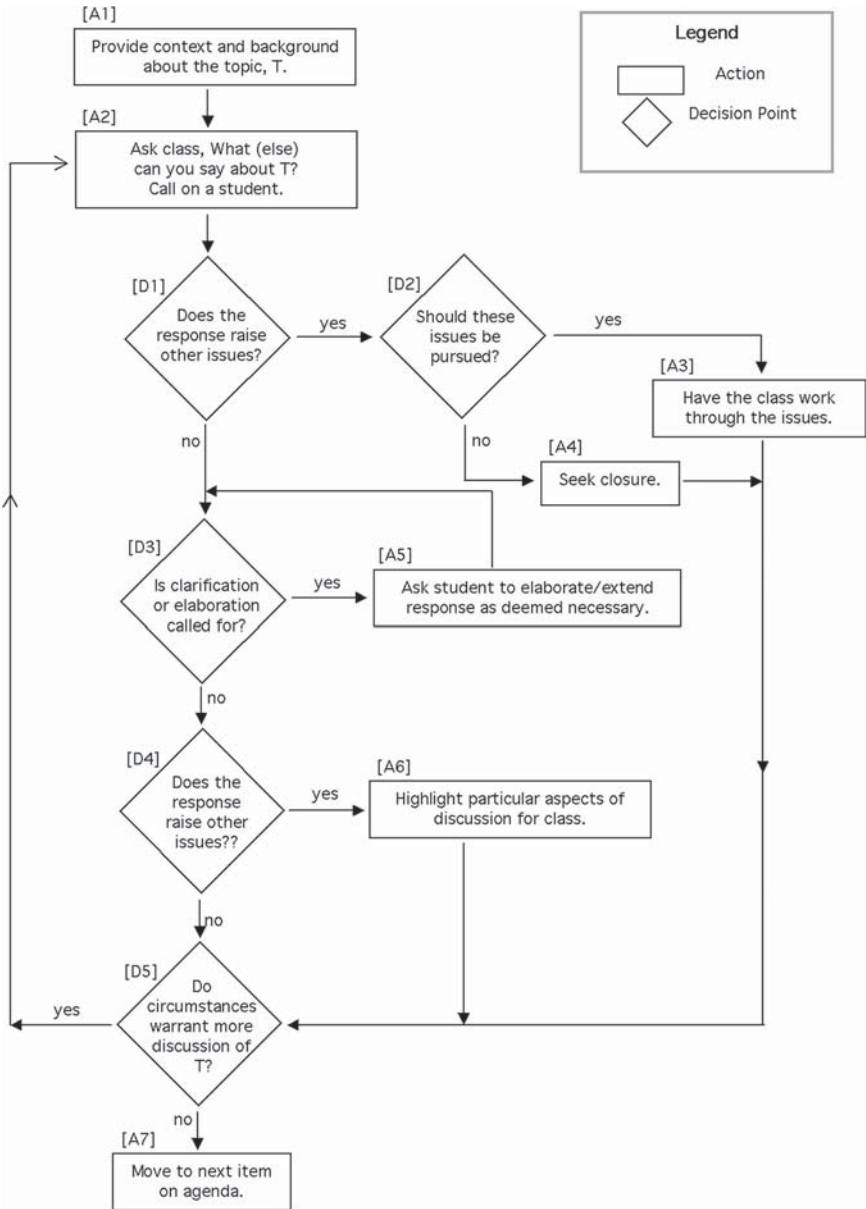 [A1]
Provide context and background
about the topic, T.
Legend
Action
Decision Point
[A2]
Ask class, What (else)
can you say about T?
Call on a student.
[D1]
Does the
response raise
other issues?
yes
[D2]
Should these
issues be
pursued?
yes
[A3]
Have the class work
through the issues.
no
no
[A4]
Seek closure.
[D3]
Is clarification
or elaboration
called for?
yes
[A5]
Ask student to elaborate/extend
response as deemed necessary.
no
[D4]
Does the
response
raise other
issues??
yes
[A6]
Highlight particular aspects of
discussion for class.
no
[D5]
Do
circumstances
warrant more
discussion of
T?
yes
no
[A7]
Move to next item
on agenda.